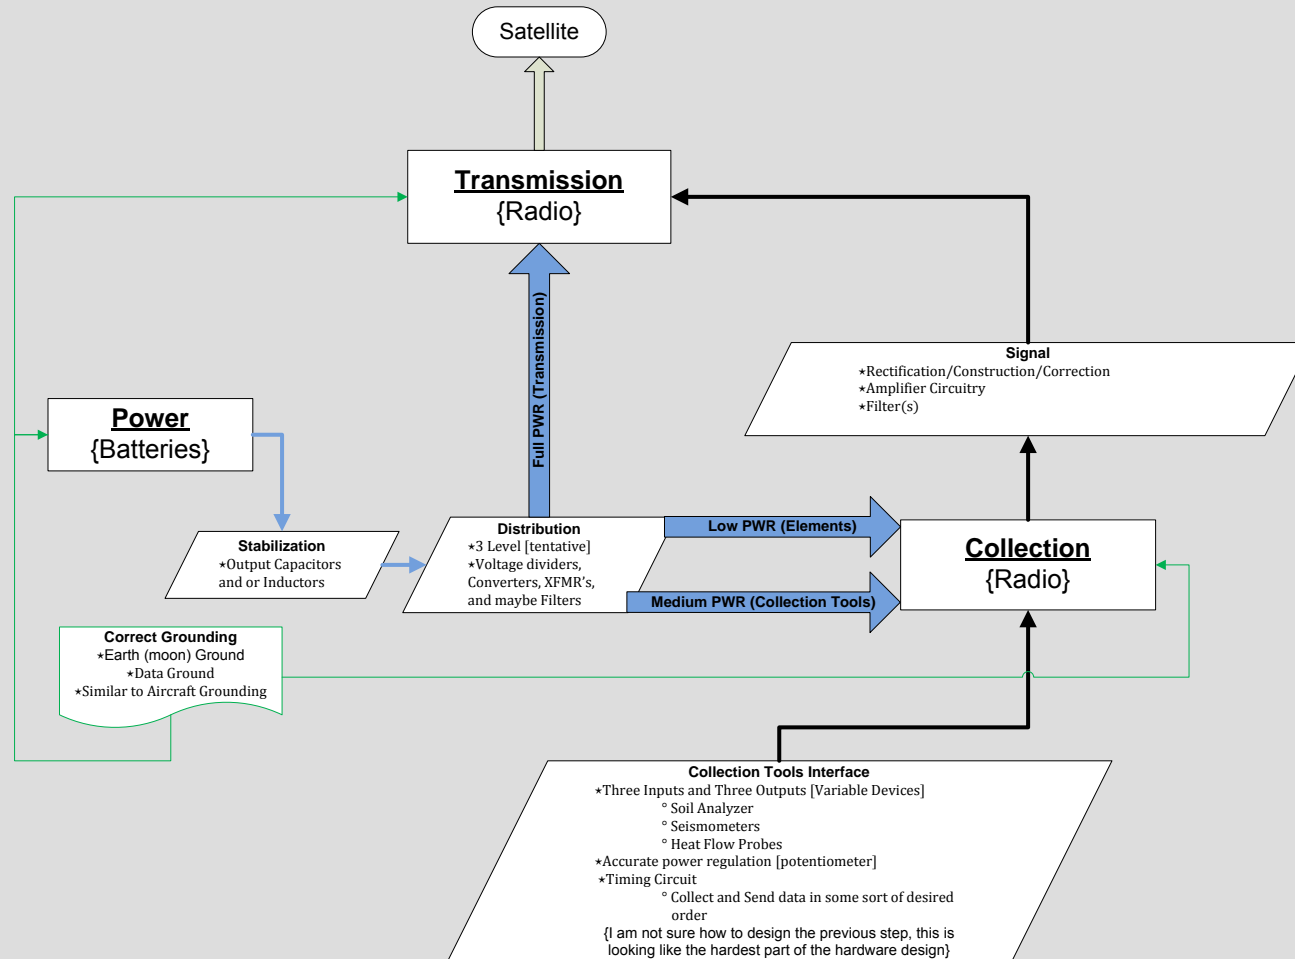 Satellite
Transmission
{Radio}
Full PWR (Transmission)
Signal
★Rectification/Construction/Correction
★Amplifier Circuitry
★Filter(s)
Power
{Batteries}
Stabilization
★Output Capacitors
and or Inductors
Distribution
★3 Level [tentative]
★Voltage dividers,
Converters, XFMR's,
and maybe Filters
Low PWR (Elements)
Medium PWR (Collection Tools)
Collection
{Radio}
Correct Grounding
★Earth (moon) Ground
★Data Ground
★Similar to Aircraft Grounding
Collection Tools Interface
★Three Inputs and Three Outputs [Variable Devices]
° Soil Analyzer
° Seismometers
° Heat Flow Probes
★Accurate power regulation [potentiometer]
★Timing Circuit
° Collect and Send data in some sort of desired
order
{I am not sure how to design the previous step, this is
looking like the hardest part of the hardware design}